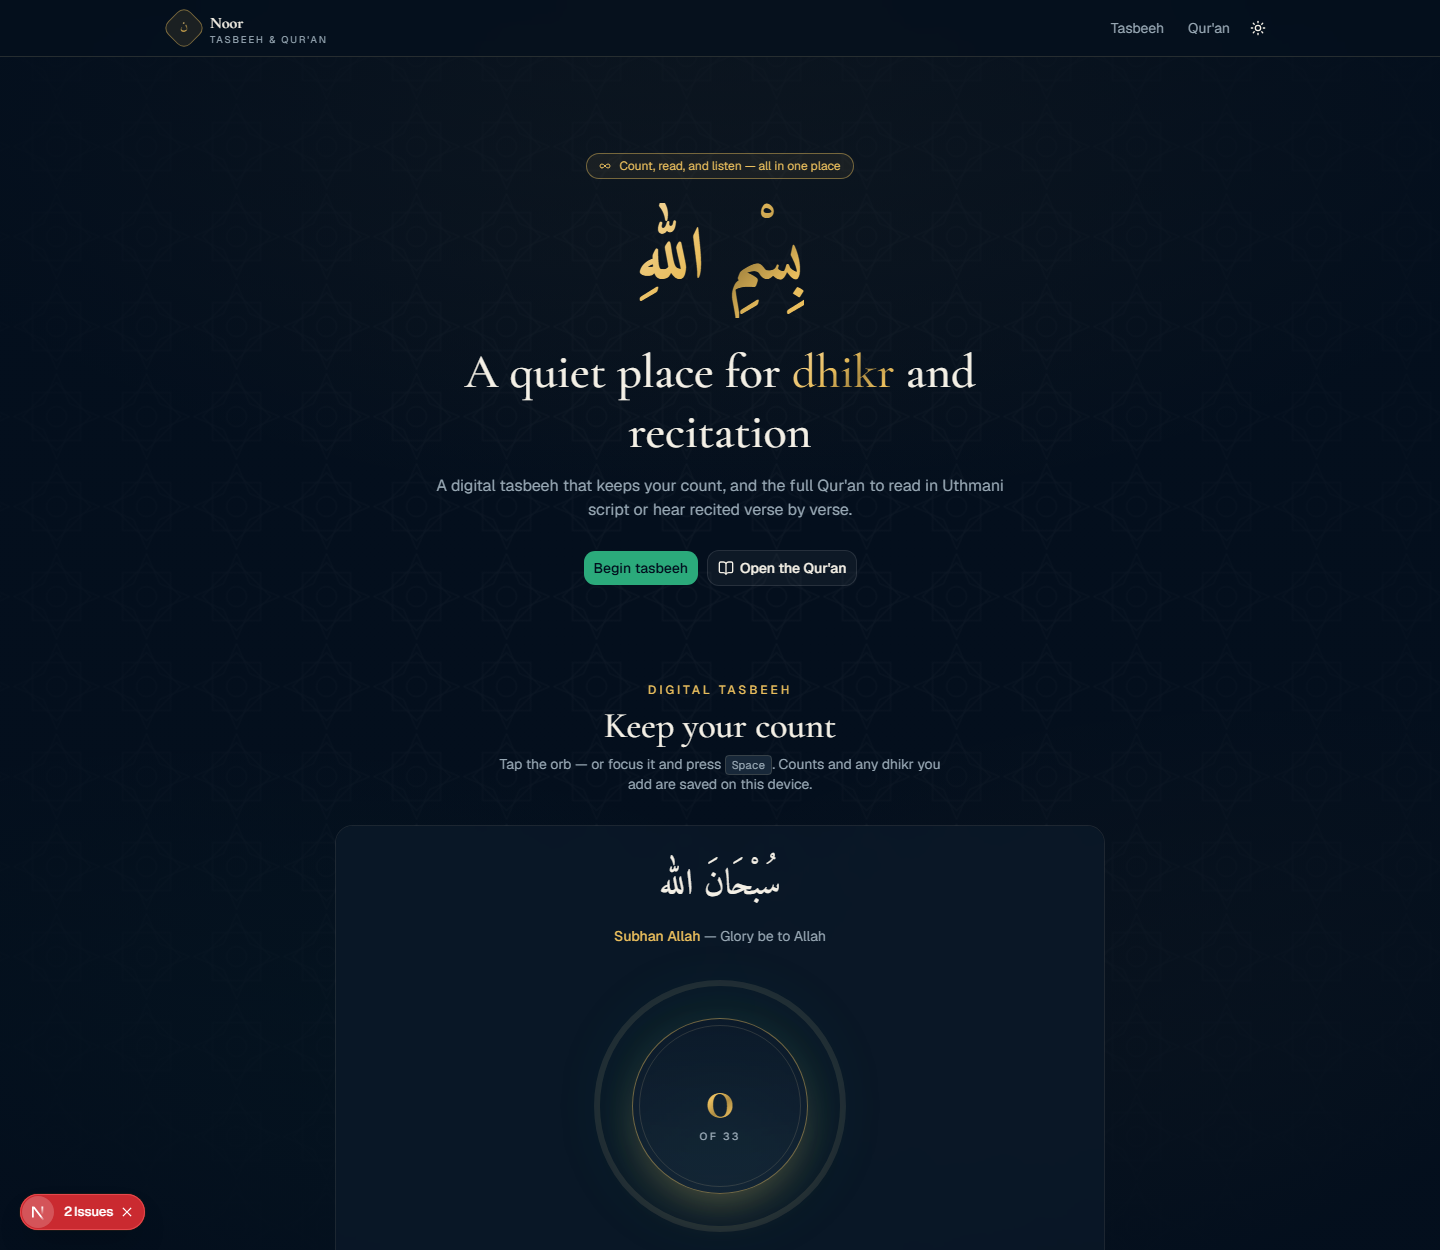 ن
Noor
TASBEEH & QUR'AN
Tasbeeh
Qur'an
Count, read, and listen — all in one place
بِسْمِ اللّٰهِ
A quiet place for dhikr and
recitation
A digital tasbeeh that keeps your count, and the full Qur'an to read in Uthmani
script or hear recited verse by verse.
Begin tasbeeh
Open the Qur'an
DIGITAL TASBEEH
Keep your count
Tap the orb — or focus it and press Space. Counts and any dhikr you
add are saved on this device.
سُبْحَانَ اللّٰه
Subhan Allah — Glory be to Allah
0
OF 33
N
2 Issues